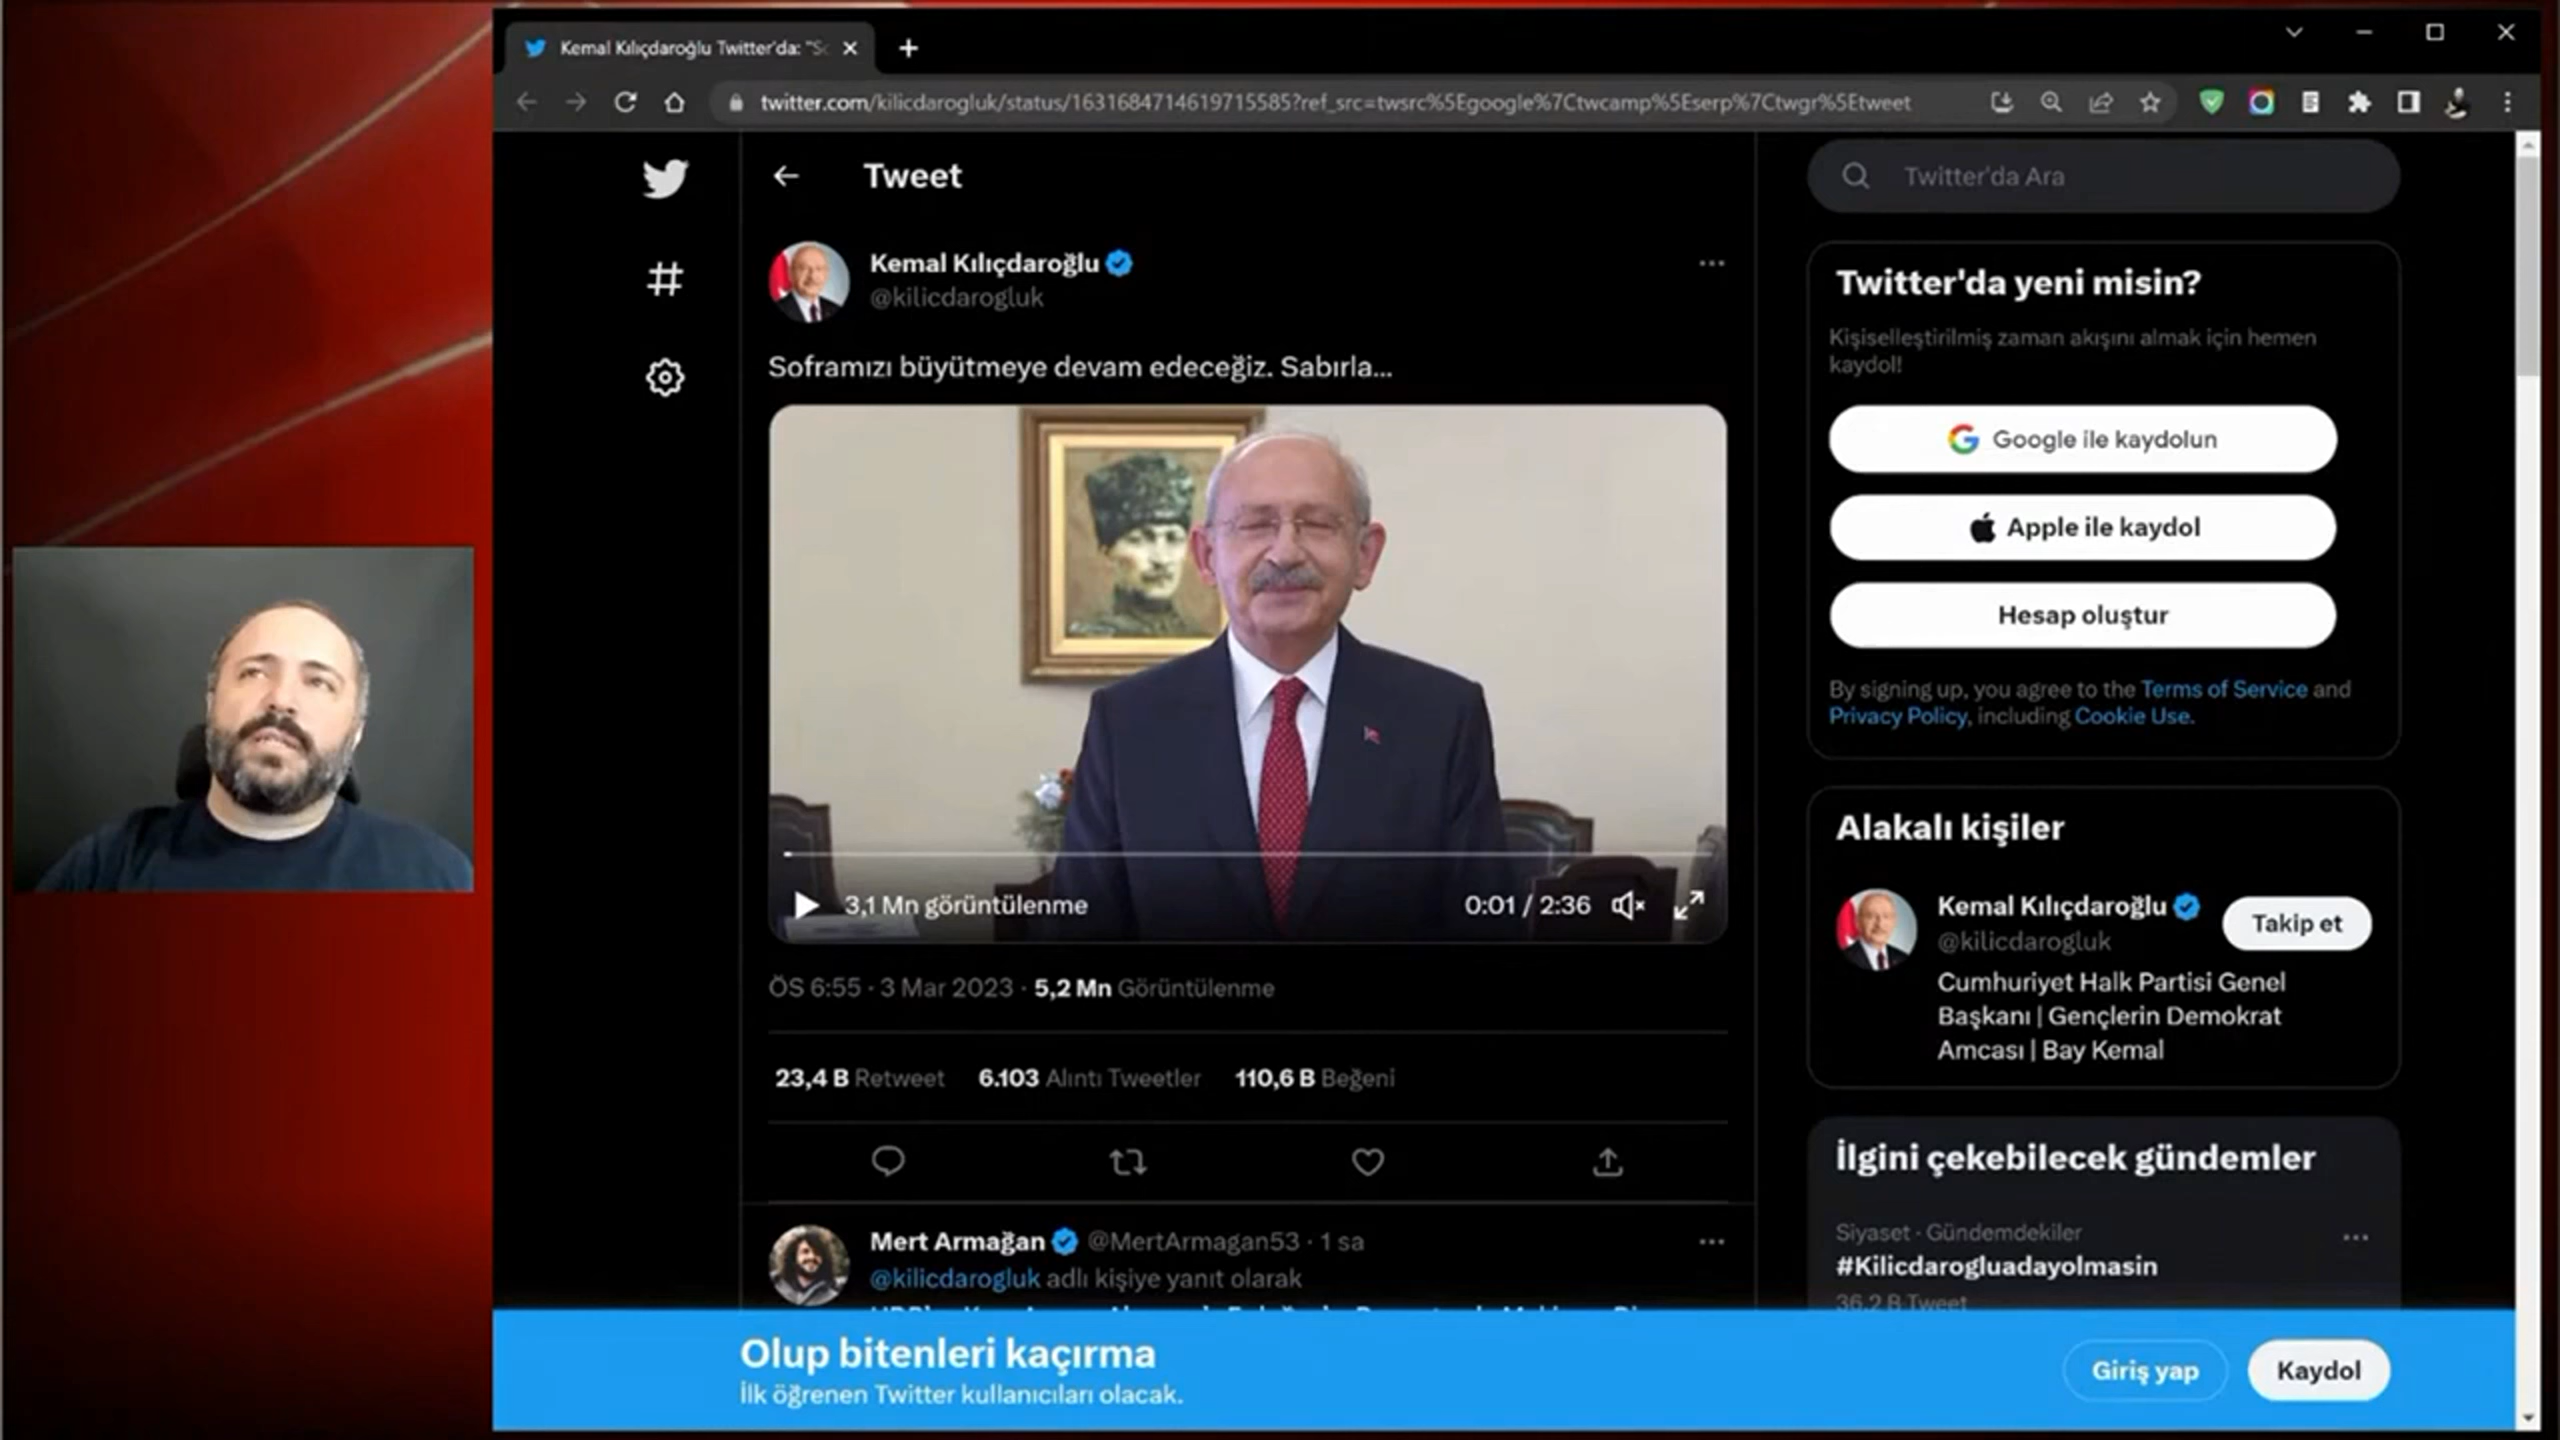 Kemal Kılıçdaroğlu Twitter'da: "So
twitter.com/kilicdarogluk/status/1631684714619715585?ref_src=twsrc%5Egoogle%7Ctwcamp%5Eserp%7Ctwgr%5Etweet
Tweet
Kemal Kılıçdaroğlu
@kilicdarogluk
Soframızı büyütmeye devam edeceğiz. Sabırla...
3,1 Mn görüntülenme
0:01 / 2:36
ÖS 6:55 · 3 Mar 2023 · 5,2 Mn Görüntülenme
23,4 B Retweet 6.103 Alıntı Tweetler 110,6 B Beğeni
Mert Armağan @MertArmagan53 · 1 sa
@kilicdarogluk adlı kişiye yanıt olarak
Twitter'da Ara
Twitter'da yeni misin?
Kişiselleştirilmiş zaman akışını almak için hemen
kaydol!
Google ile kaydolun
Apple ile kaydol
Hesap oluştur
By signing up, you agree to the Terms of Service and
Privacy Policy, including Cookie Use.
Alakalı kişiler
Kemal Kılıçdaroğlu
@kilicdarogluk
Takip et
Cumhuriyet Halk Partisi Genel
Başkanı | Gençlerin Demokrat
Amcası | Bay Kemal
İlgini çekebilecek gündemler
Siyaset · Gündemdekiler
#Kilicdarogluadayolmasin
36,2 B Tweet
Olup bitenleri kaçırma
İlk öğrenen Twitter kullanıcıları olacak.
Giriş yap
Kaydol